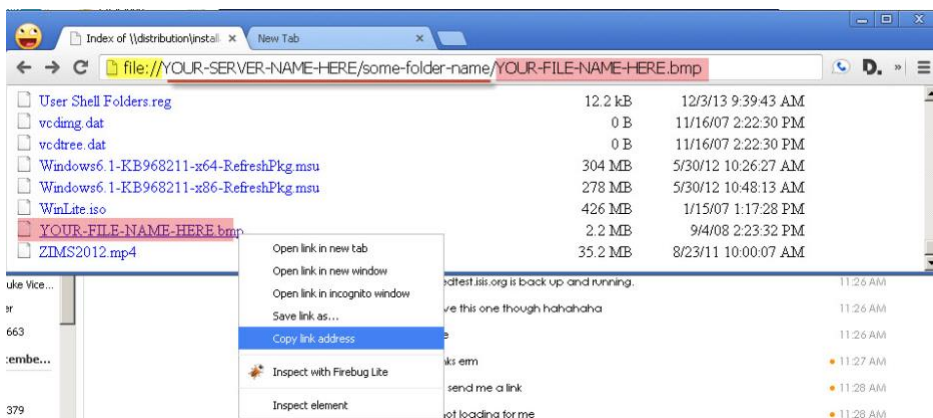 Index of \\distribution\install × New Tab ×
file://YOUR-SERVER-NAME-HERE/some-folder-name/YOUR-FILE-NAME-HERE.bmp D. »
User Shell Folders.reg 12.2 kB 12/3/13 9:39:43 AM
vcdimg.dat 0 B 11/16/07 2:22:30 PM
vcdtree.dat 0 B 11/16/07 2:22:30 PM
Windows6.1-KB968211-x64-RefreshPkg.msu 304 MB 5/30/12 10:26:27 AM
Windows6.1-KB968211-x86-RefreshPkg.msu 278 MB 5/30/12 10:48:13 AM
WinLite.iso 426 MB 1/15/07 1:17:28 PM
YOUR-FILE-NAME-HERE.bmp 2.2 MB 9/4/08 2:23:32 PM
ZIMS2012.mp4 35.2 MB 8/23/11 10:00:07 AM
Open link in new tab
Open link in new window
Open link in incognito window
Save link as...
Copy link address
Inspect with Firebug Lite
Inspect element
uke Vice... edtest.isis.org is back up and running. 11:26 AM
er ve this one though hahahaha
663 11:26 AM
cembe... ks erm 11:27 AM
send me a link 11:28 AM
379 ot loading for me 11:28 AM